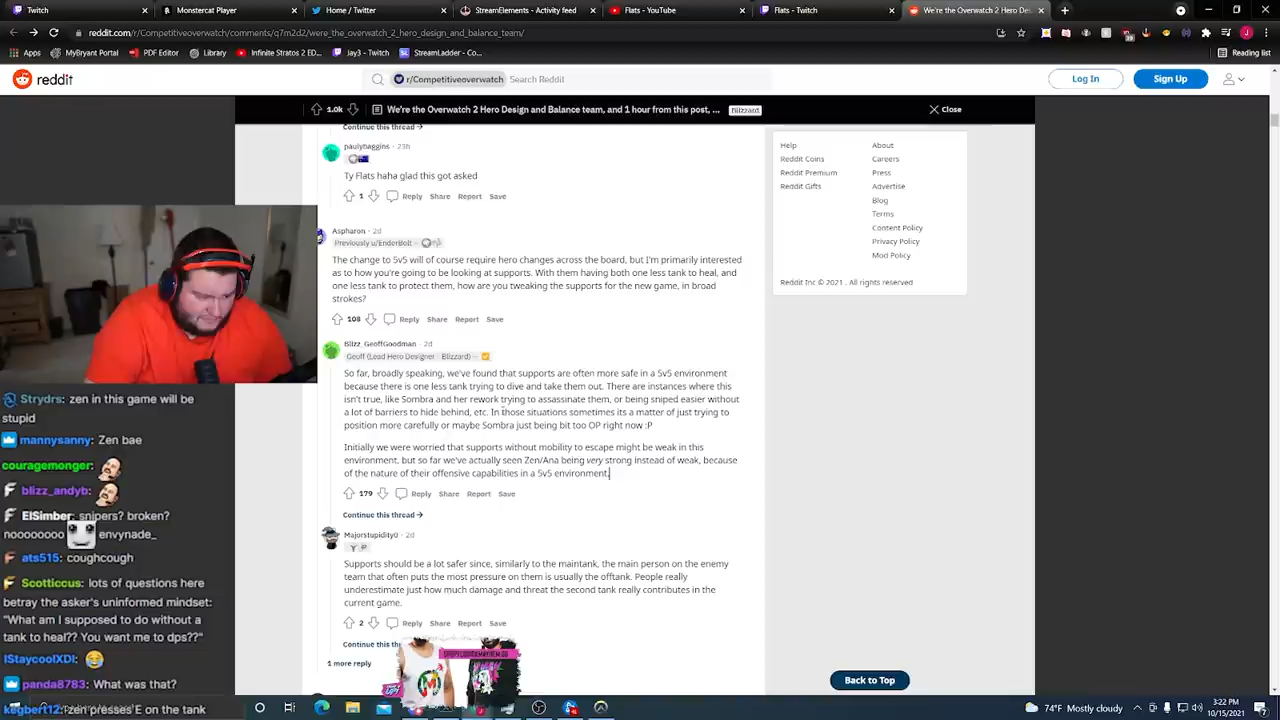 Twitch
Monstercat Playlist
StreamElements - Activity feed
Flats - YouTube
Flats - Twitch
We're the Overwatch 2 Hero Des
reddit.com/r/Competitiveoverwatch/comments/q7m2d2/were_the_overwatch_2_hero_design_and_balance_team/
Apps
MyBryant Portal
PDF Editor
Library
Infinite Stratos 2 ED...
Jay3 - Twitch
StreamLadder - Co...
Reading list
reddit
r/Competitiveoverwatch
Search Reddit
Log In
Sign Up
1.0k
We're the Overwatch 2 Hero Design and Balance team, and 1 hour from this post, ...
Blizzard
Close
Continue this thread
paulyhaggins · 23h
Ty Flats haha glad this got asked
1
Reply
Share
Report
Save
Aspharon · 2d
Previously u/EnderBolt —
The change to 5v5 will of course require hero changes across the board, but I'm primarily interested
as to how you're going to be looking at supports. With them having both one less tank to heal, and
one less tank to protect them, how are you tweaking the supports for the new game, in broad
strokes?
108
Reply
Share
Report
Save
Blizz_GeoffGoodman · 2d
Geoff (Lead Hero Designer - Blizzard) —
So far, broadly speaking, we've found that supports are often more safe in a 5v5 environment
because there is one less tank trying to dive and take them out. There are instances where this
isn't true, like Sombra and her rework trying to assassinate them, or being sniped easier without
a lot of barriers to hide behind, etc. In those situations sometimes its a matter of just trying to
position more carefully or maybe Sombra just being bit too OP right now :P
Initially we were worried that supports without mobility to escape might be weak in this
environment, but so far we've actually seen Zen/Ana being very strong instead of weak, because
of the nature of their offensive capabilities in a 5v5 environment.
179
Reply
Share
Report
Save
Continue this thread
Majorstupidity0 · 2d
Supports should be a lot safer since, similarly to the maintank, the main person on the enemy
team that often puts the most pressure on them is usually the offtank. People really
underestimate just how much damage and threat the second tank really contributes in the
current game.
2
Reply
Share
Report
Save
Continue this th
1 more reply
Help
About
Reddit Coins
Careers
Reddit Premium
Press
Reddit Gifts
Advertise
Blog
Terms
Content Policy
Privacy Policy
Mod Policy
Reddit Inc © 2021 . All rights reserved
Back to Top
Strydrs: zen in this game will be
mannysanny: Zen bae
couragemonger:
blizz_andyb:
Elishabear: snipers? broken?
nooooooooo
enderbolt_
ats515: coughcough
Scotticus: lots of questions here
betray the asker's uninformed mindset:
"What am I supposed to do without a
tank to heal?? You want me to dps??"
IStayGoldXD:
panda8783: What was that?
kagber112: Zen presses E on the tank
74°F Mostly cloudy
3:22 PM
10/15/2021